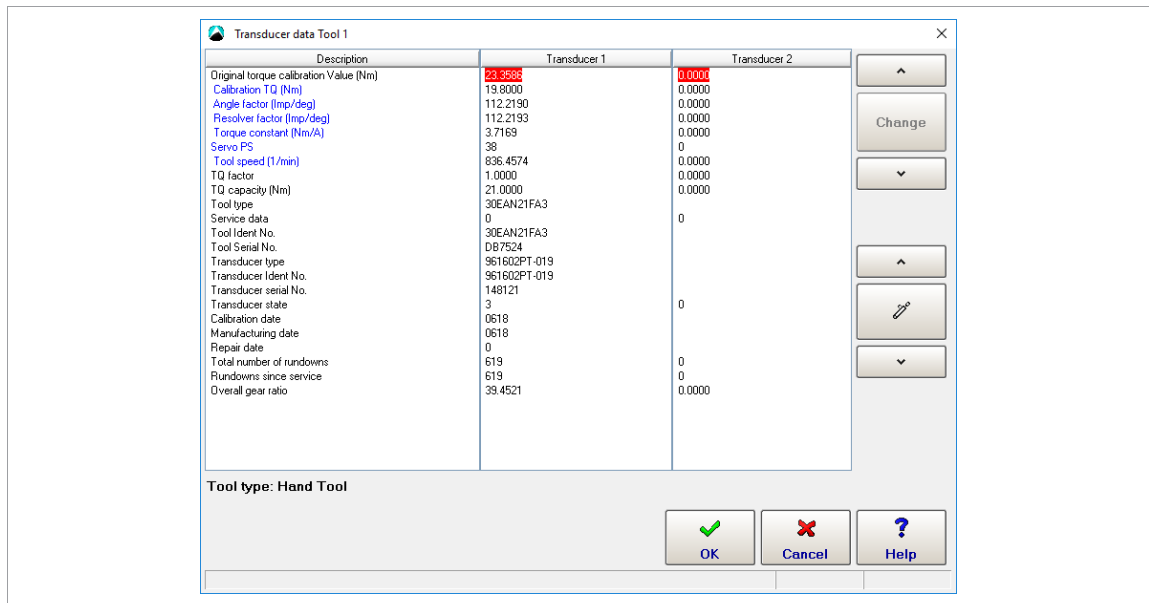 Transducer data Tool 1
Description Transducer 1 Transducer 2
Original torque calibration Value (Nm) 23.3586 0.0000
Calibration TQ (Nm) 19.8000 0.0000
Angle factor (Imp/deg) 112.2190 0.0000
Resolver factor (Imp/deg) 112.2193 0.0000
Torque constant (Nm/A) 3.7169 0.0000
Servo PS 38 0
Tool speed (1/min) 836.4574 0.0000
TQ factor 1.0000 0.0000
TQ capacity (Nm) 21.0000 0.0000
Tool type 30EAN21FA3
Service data 0 0
Tool Ident No. 30EAN21FA3
Tool Serial No. DB7524
Transducer type 961602PT-019
Transducer Ident No. 961602PT-019
Transducer serial No. 148121
Transducer state 3 0
Calibration date 0618
Manufacturing date 0618
Repair date 0
Total number of rundowns 619 0
Rundowns since service 619 0
Overall gear ratio 39.4521 0.0000
Change
Tool type: Hand Tool
OK Cancel Help